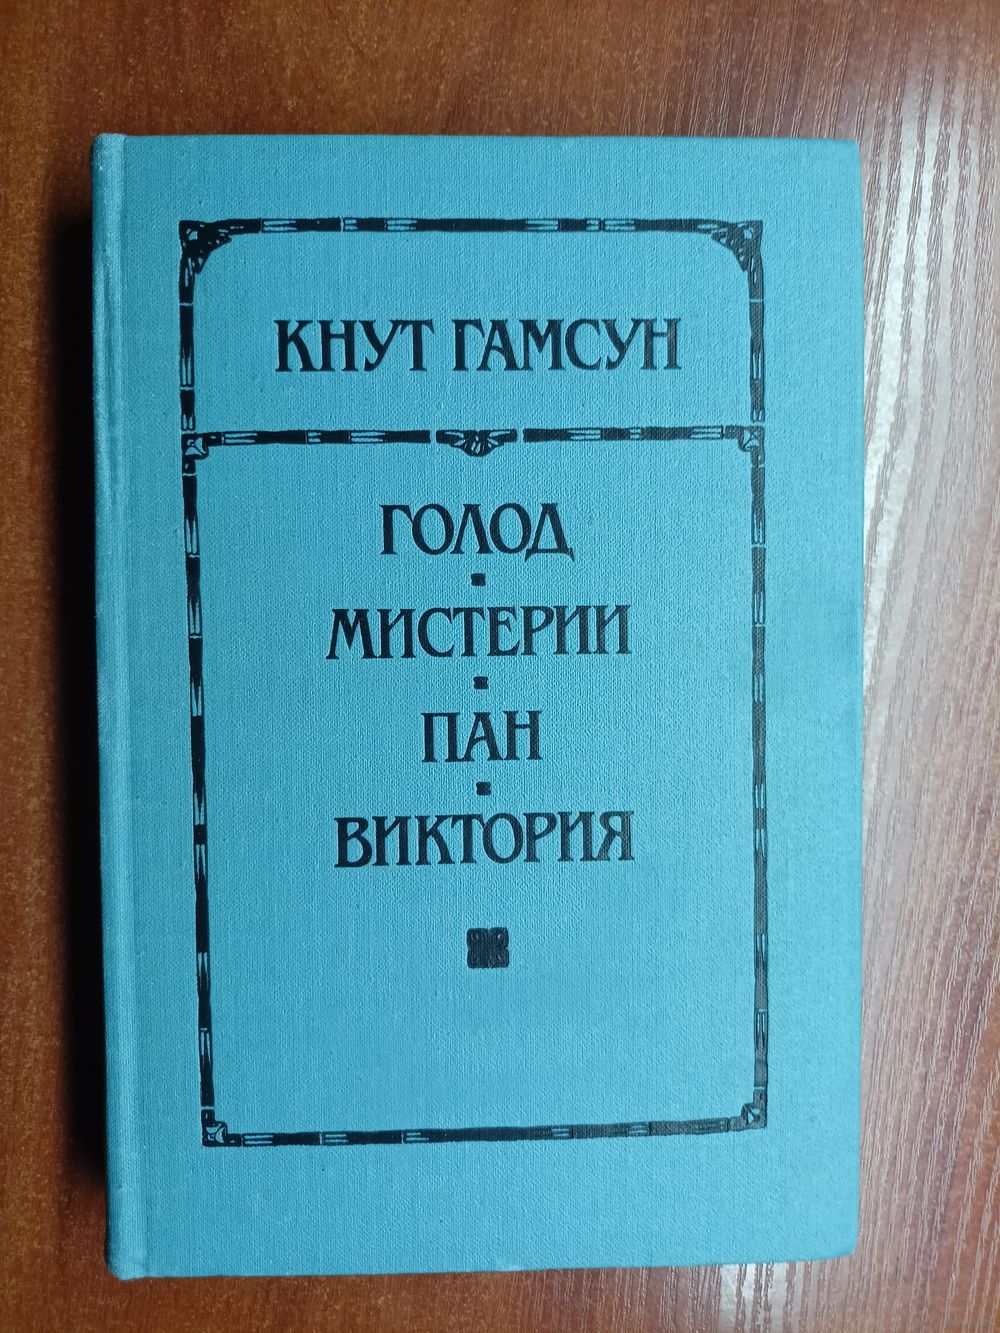 КНУТ ГАМСУН
ГОЛОД
МИСТЕРИИ
ПАН
ВИКТОРИЯ